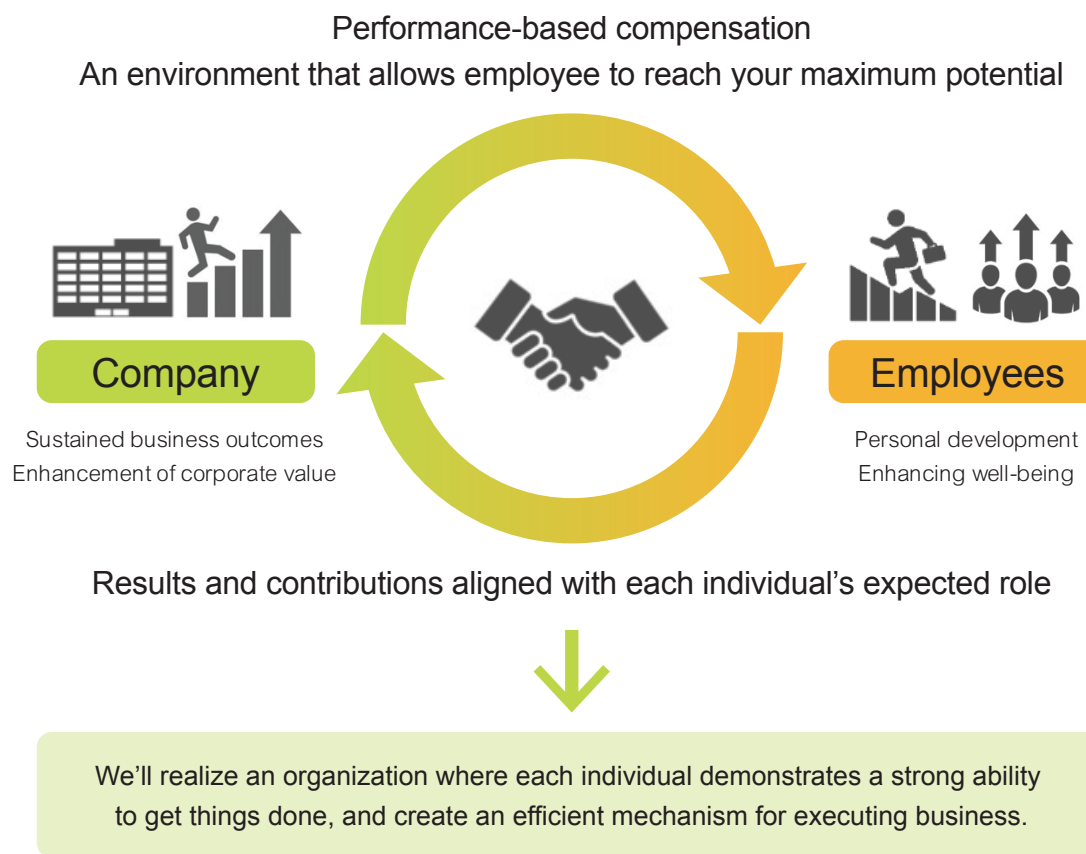 Performance-based compensation
An environment that allows employee to reach your maximum potential
Company
Sustained business outcomes
Enhancement of corporate value
Employees
Personal development
Enhancing well-being
Results and contributions aligned with each individual’s expected role
We’ll realize an organization where each individual demonstrates a strong ability
to get things done, and create an efficient mechanism for executing business.